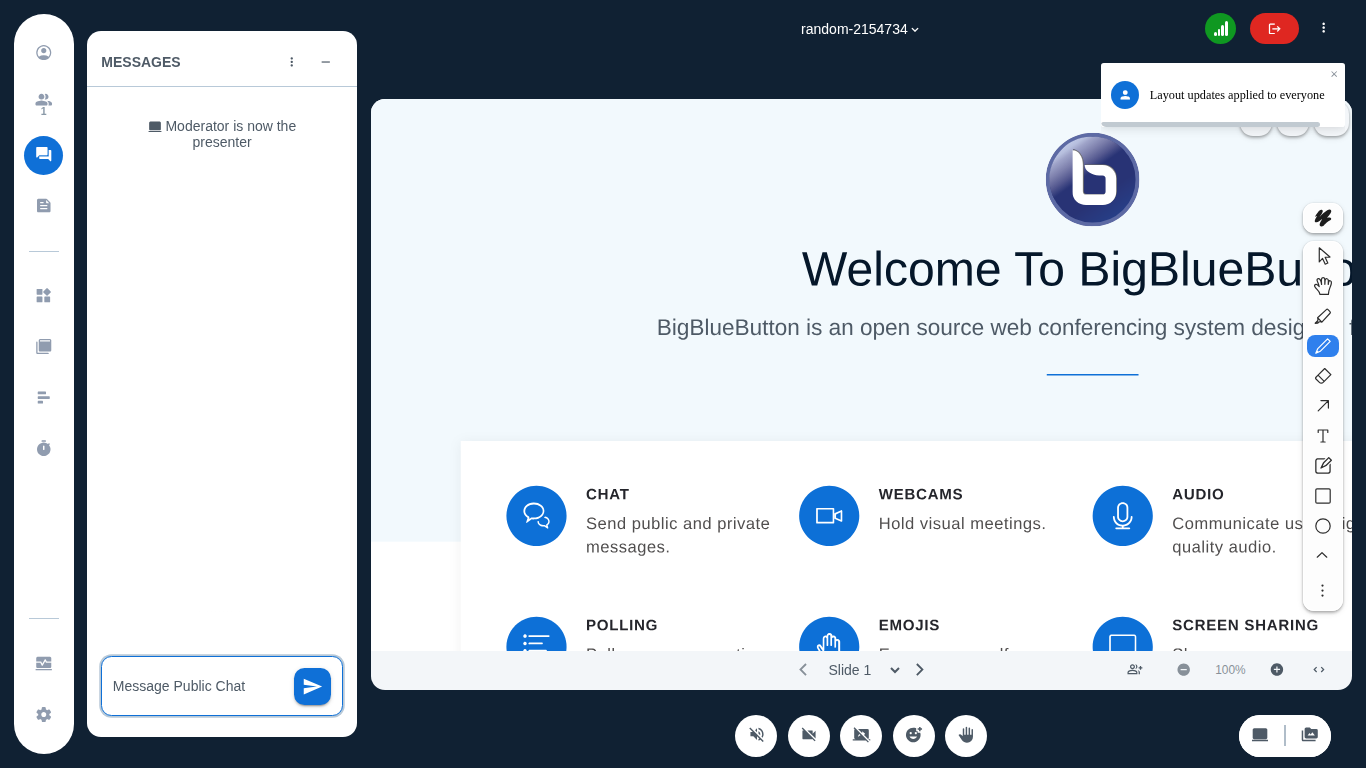 random-2154734
MESSAGES
1
Moderator is now the
presenter
Layout updates applied to everyone
Welcome To BigBlueBu
BigBlueButton is an open source web conferencing system
CHAT
Send public and private
messages.
WEBCAMS
Hold visual meetings.
AUDIO
Communicate
quality audio.
POLLING
EMOJIS
SCREEN SHARING
Message Public Chat
Slide 1
100%